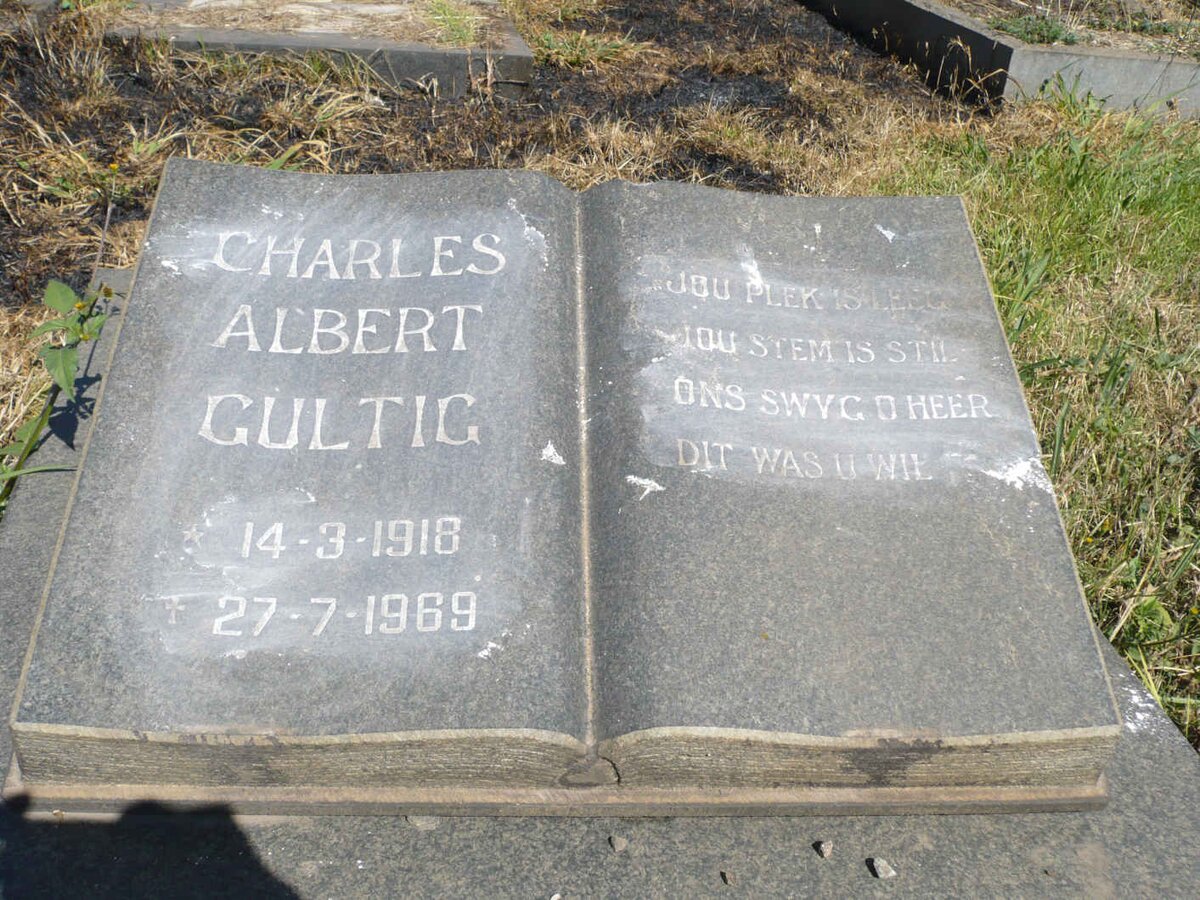 CHARLES
ALBERT
GULTIG
* 14-3-1918
✝ 27-7-1969
JOU PLEK IS LEEG
JOU STEM IS STIL
ONS SWYG O HEER
DIT WAS U WIL